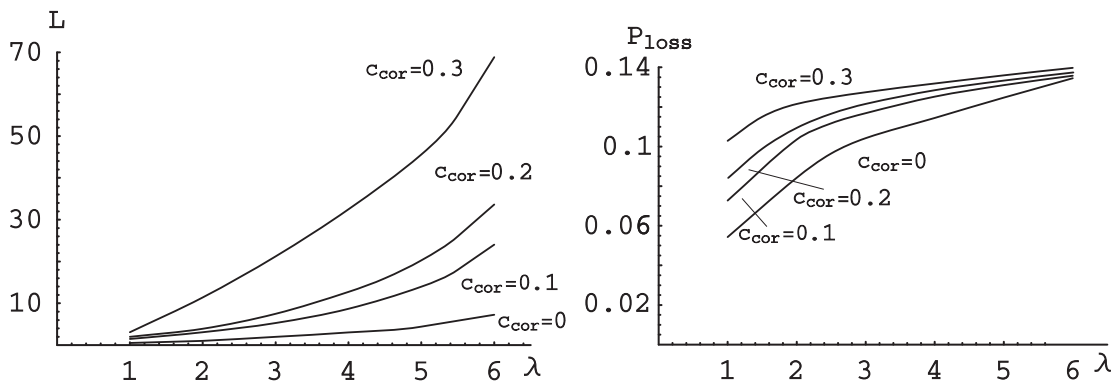 L
70
50
30
10
1 2 3 4 5 6 λ
c_cor=0.3
c_cor=0.2
c_cor=0.1
c_cor=0
P_loss
0.14
0.1
0.06
0.02
1 2 3 4 5 6 λ
c_cor=0.3
c_cor=0
c_cor=0.2
c_cor=0.1